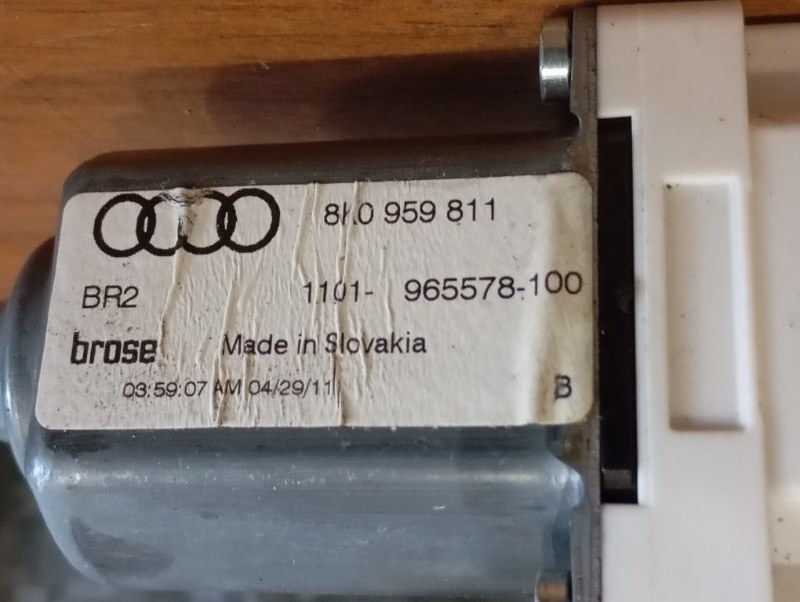 8K0 959 811
BR2 1101- 965578-100
brose Made in Slovakia
03:59:07 AM 04/29/11 B